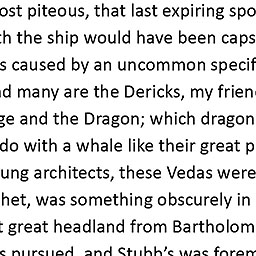 ost piteous, that last expiring spo
th the ship would have been caps
s caused by an uncommon specif
nd many are the Dericks, my frien
ge and the Dragon; which dragon
do with a whale like their great p
ung architects, these Vedas were
het, was something obscurely in
t great headland from Bartholom
s pursued, and Stubb's was forem